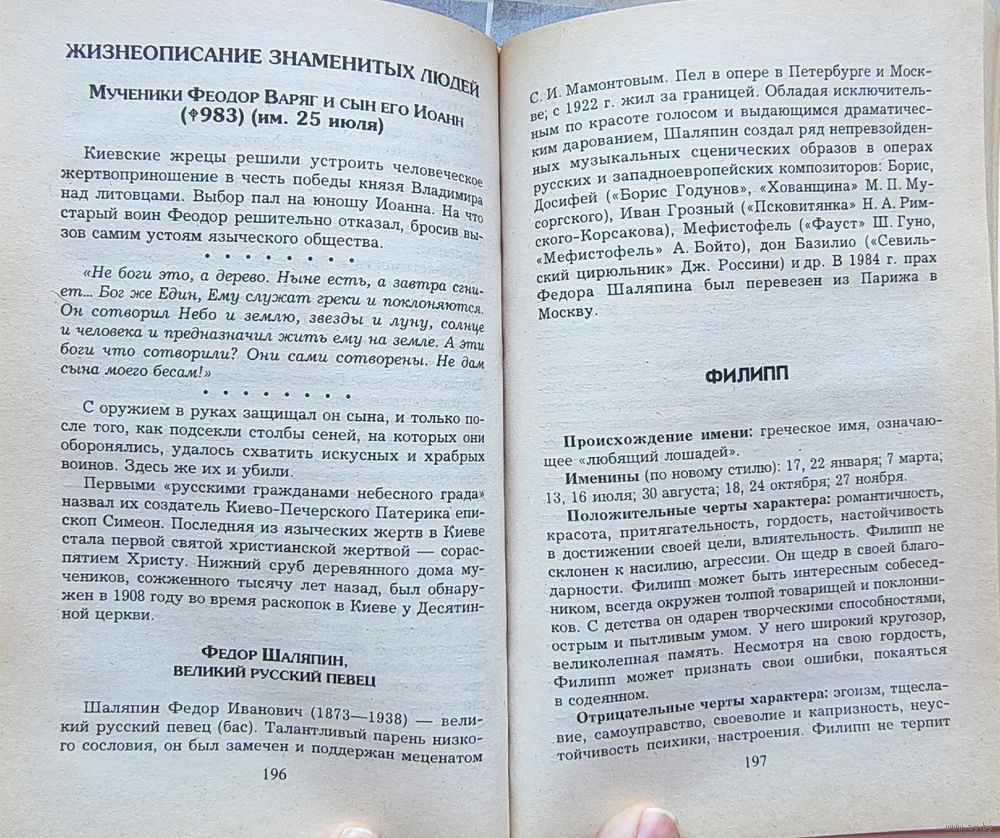 ЖИЗНЕОПИСАНИЕ ЗНАМЕНИТЫХ ЛЮДЕЙ
Мученики Феодор Варяг и сын его Иоанн
(⌖983) (им. 25 июля)
Киевские жрецы решили устроить человеческое
жертвоприношение в честь победы князя Владимира
над литовцами. Выбор пал на юношу Иоанна. На что
старый воин Феодор решительно отказал, бросив вы-
зов самим устоям языческого общества.
• • • • • • • •
«Не боги это, а дерево. Ныне есть, а завтра сгни-
ет... Бог же Един, Ему служат греки и поклоняются.
Он сотворил Небо и землю, звезды и луну, солнце
и человека и предназначил жить ему на земле. А эти
боги что сотворили? Они сами сотворены. Не дам
сына моего бесам!»
• • • • • • • •
С оружием в руках защищал он сына, и только по-
сле того, как подсекли столбы сеней, на которых они
оборонялись, удалось схватить искусных и храбрых
воинов. Здесь же их и убили.
Первыми «русскими гражданами небесного града»
назвал их создатель Киево-Печерского Патерика епи-
скоп Симеон. Последняя из языческих жертв в Киеве
стала первой святой христианской жертвой — сорас-
пятием Христу. Нижний сруб деревянного дома му-
чеников, сожженного тысячу лет назад, был обнару-
жен в 1908 году во время раскопок в Киеве у Десятин-
ной церкви.
Федор Шаляпин,
великий русский певец
Шаляпин Федор Иванович (1873—1938) — вели-
кий русский певец (бас). Талантливый парень низко-
го сословия, он был замечен и поддержан меценатом
196
С. И. Мамонтовым. Пел в опере в Петербурге и Моск-
ве; с 1922 г. жил за границей. Обладая исключитель-
ным по красоте голосом и выдающимся драматичес-
ким дарованием, Шаляпин создал ряд непревзойден-
ных музыкальных сценических образов в операх
русских и западноевропейских композиторов: Борис,
Досифей («Борис Годунов», «Хованщина» М. П. Му-
соргского), Иван Грозный («Псковитянка» Н. А. Рим-
ского-Корсакова), Мефистофель («Фауст» Ш. Гуно,
«Мефистофель» А. Бойто), дон Базилио («Севиль-
ский цирюльник» Дж. Россини) и др. В 1984 г. прах
Федора Шаляпина был перевезен из Парижа в
Москву.
ФИЛИПП
Происхождение имени: греческое имя, означаю-
щее «любящий лошадей».
Именины (по новому стилю): 17, 22 января; 7 марта;
13, 16 июля; 30 августа; 18, 24 октября; 27 ноября.
Положительные черты характера: романтичность,
красота, притягательность, гордость, настойчивость
в достижении своей цели, влиятельность. Филипп не
склонен к насилию, агрессии. Он щедр в своей благо-
дарности. Филипп может быть интересным собесед-
ником, всегда окружен толпой товарищей и поклонни-
ков. С детства он одарен творческими способностями,
острым и пытливым умом. У него широкий кругозор,
великолепная память. Несмотря на свою гордость,
Филипп может признать свои ошибки, покаяться
в содеянном.
Отрицательные черты характера: эгоизм, тщесла-
вие, самоуправство, своеволие и капризность, неус-
тойчивость психики, настроения. Филипп не терпит
197